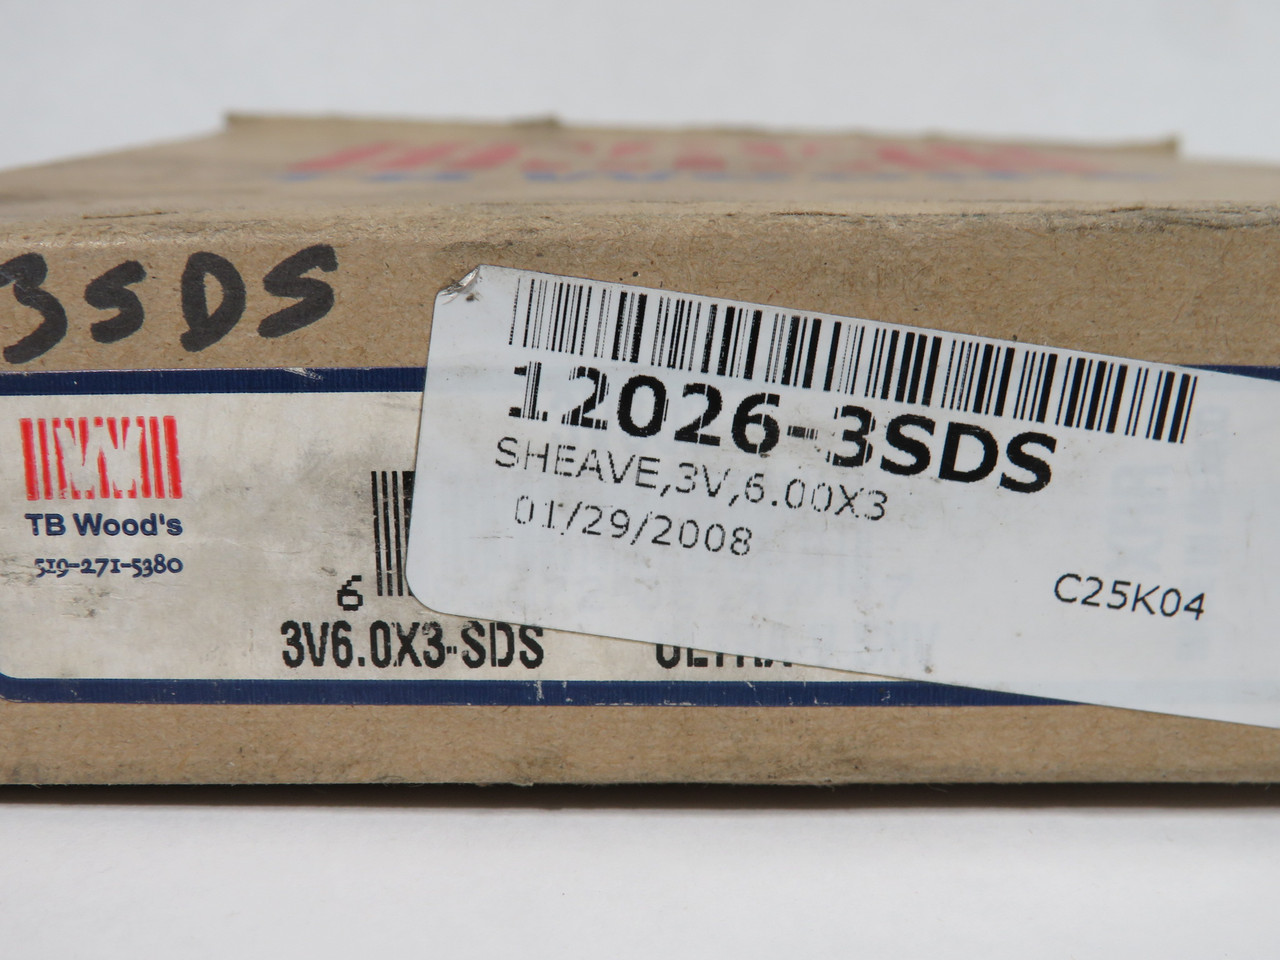 3SDS
12026-3SDS
SHEAVE,3V,6.00X3
01/29/2008
C25K04
TB Wood's
519-271-5380
6
3V6.0X3-SDS